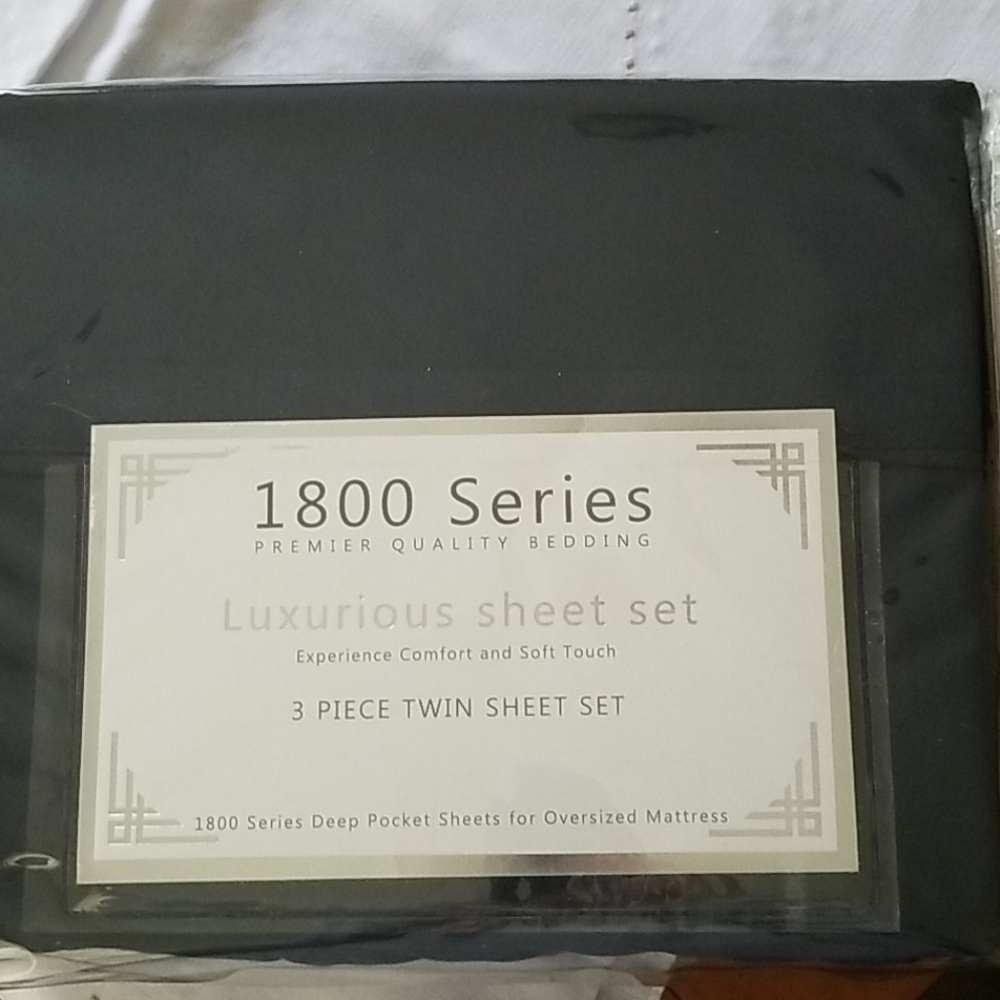 1800 Series
PREMIER QUALITY BEDDING
Luxurious sheet set
Experience Comfort and Soft Touch
3 PIECE TWIN SHEET SET
1800 Series Deep Pocket Sheets for Oversized Mattress